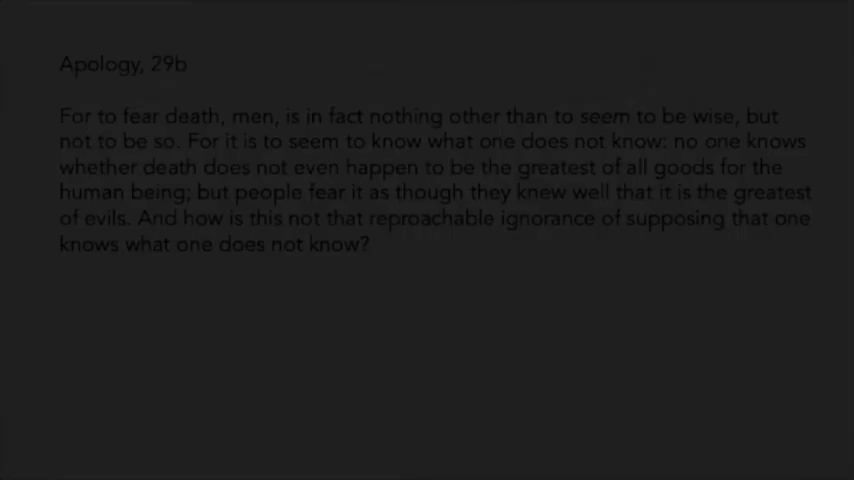 Apology, 29b
For to fear death, men, is in fact nothing other than to seem to be wise, but
not to be so. For it is to seem to know what one does not know: no one knows
whether death does not even happen to be the greatest of all goods for the
human being; but people fear it as though they knew well that it is the greatest
of evils. And how is this not that reproachable ignorance of supposing that one
knows what one does not know?